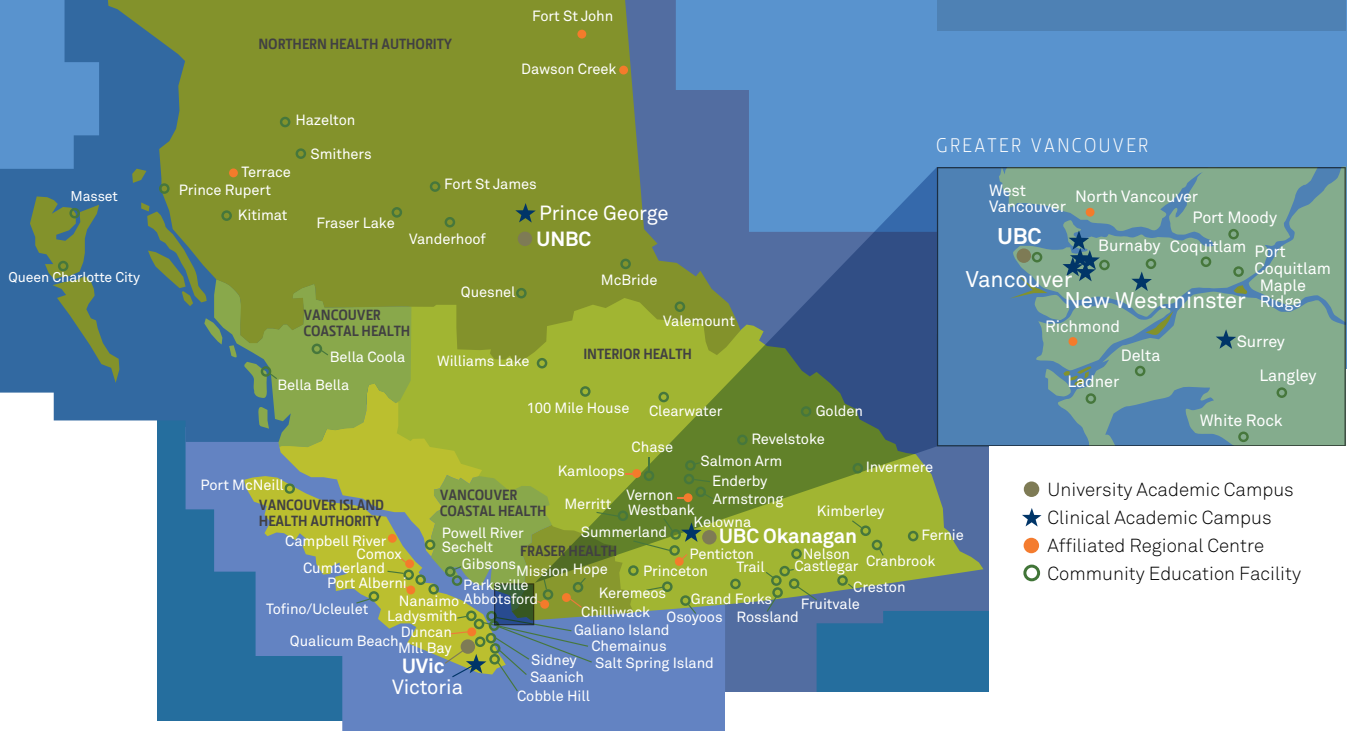 Fort St John
NORTHERN HEALTH AUTHORITY
Dawson Creek
Hazelton
Smithers
Terrace
Prince Rupert
Masset
Kitimat
Fort St James
Fraser Lake
Vanderhoof
Prince George
UNBC
Queen Charlotte City
McBride
Quesnel
Valemount
VANCOUVER
COASTAL HEALTH
Bella Coola
Bella Bella
Williams Lake
INTERIOR HEALTH
100 Mile House
Clearwater
Golden
Revelstoke
Chase
Kamloops
Salmon Arm
Enderby
Armstrong
Invermere
Vernon
Westbank
Merritt
Kelowna
Summerland
UBC Okanagan
Kimberley
Fernie
Penticton
Nelson
Castlegar
Cranbrook
Trail
Creston
Princeton
Keremeos
Grand Forks
Fruitvale
Osoyoos
Rossland
Port McNeill
VANCOUVER ISLAND
HEALTH AUTHORITY
VANCOUVER
COASTAL HEALTH
Campbell River
Comox
Cumberland
Port Alberni
Tofino/Ucleulet
Powell River
Sechelt
Gibsons
FRASER HEALTH
Mission
Hope
Parksville
Abbotsford
Chilliwack
Nanaimo
Ladysmith
Duncan
Qualicum Beach
Mill Bay
UVic
Victoria
Galiano Island
Chemainus
Salt Spring Island
Sidney
Saanich
Cobble Hill
GREATER VANCOUVER
West
Vancouver
North Vancouver
Port Moody
UBC
Burnaby
Coquitlam
Port
Coquitlam
Maple
Ridge
Vancouver
New Westminster
Richmond
Surrey
Delta
Ladner
Langley
White Rock
University Academic Campus
Clinical Academic Campus
Affiliated Regional Centre
Community Education Facility